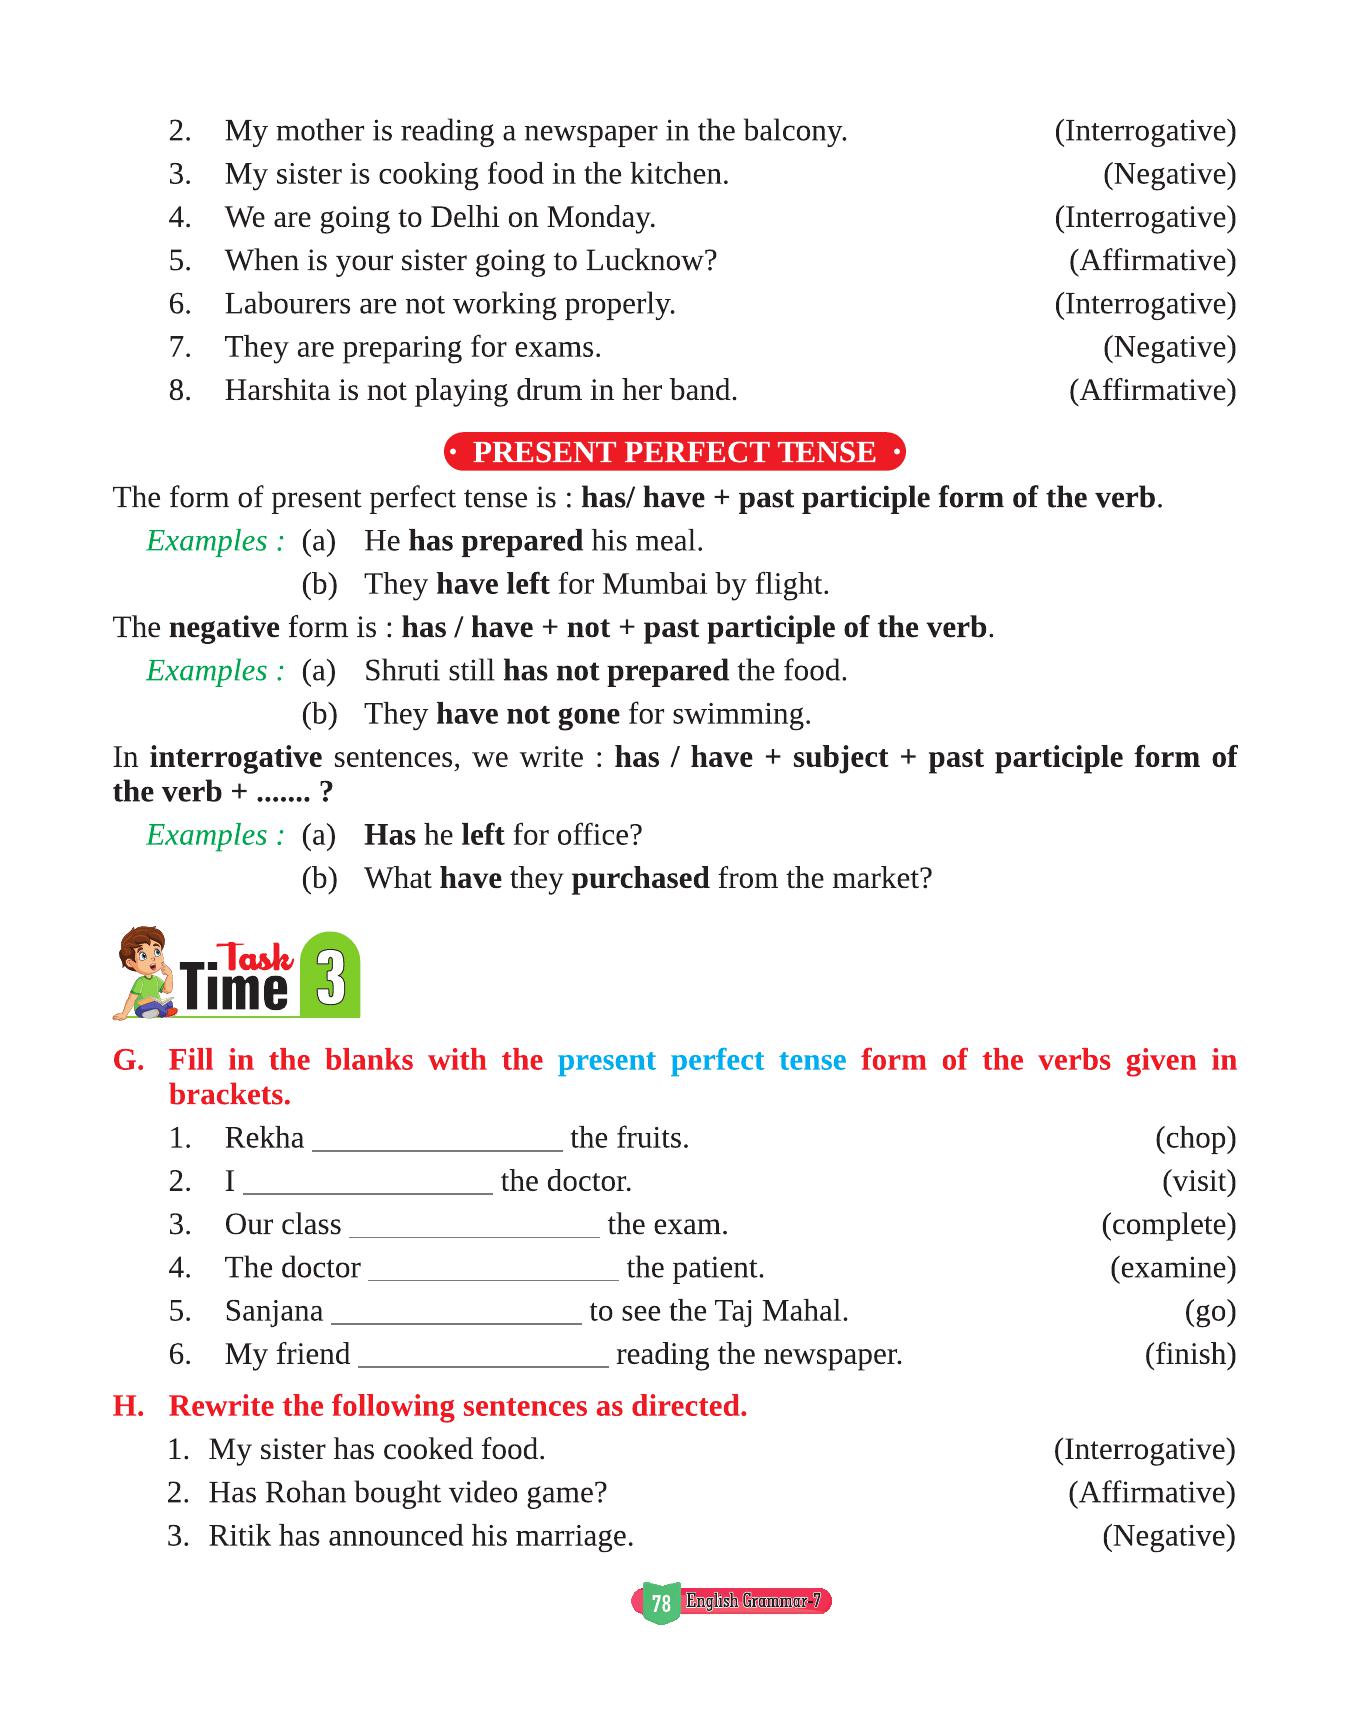 2. My mother is reading a newspaper in the balcony. (Interrogative)
3. My sister is cooking food in the kitchen. (Negative)
4. We are going to Delhi on Monday. (Interrogative)
5. When is your sister going to Lucknow? (Affirmative)
6. Labourers are not working properly. (Interrogative)
7. They are preparing for exams. (Negative)
8. Harshita is not playing drum in her band. (Affirmative)
• PRESENT PERFECT TENSE •
The form of present perfect tense is : has/ have + past participle form of the verb.
Examples : (a) He has prepared his meal.
(b) They have left for Mumbai by flight.
The negative form is : has / have + not + past participle of the verb.
Examples : (a) Shruti still has not prepared the food.
(b) They have not gone for swimming.
In interrogative sentences, we write : has / have + subject + past participle form of
the verb + ....... ?
Examples : (a) Has he left for office?
(b) What have they purchased from the market?
Task
Time 3
G. Fill in the blanks with the present perfect tense form of the verbs given in
brackets.
1. Rekha ________________ the fruits. (chop)
2. I ________________ the doctor. (visit)
3. Our class ________________ the exam. (complete)
4. The doctor ________________ the patient. (examine)
5. Sanjana ________________ to see the Taj Mahal. (go)
6. My friend ________________ reading the newspaper. (finish)
H. Rewrite the following sentences as directed.
1. My sister has cooked food. (Interrogative)
2. Has Rohan bought video game? (Affirmative)
3. Ritik has announced his marriage. (Negative)
78 English Grammar-7